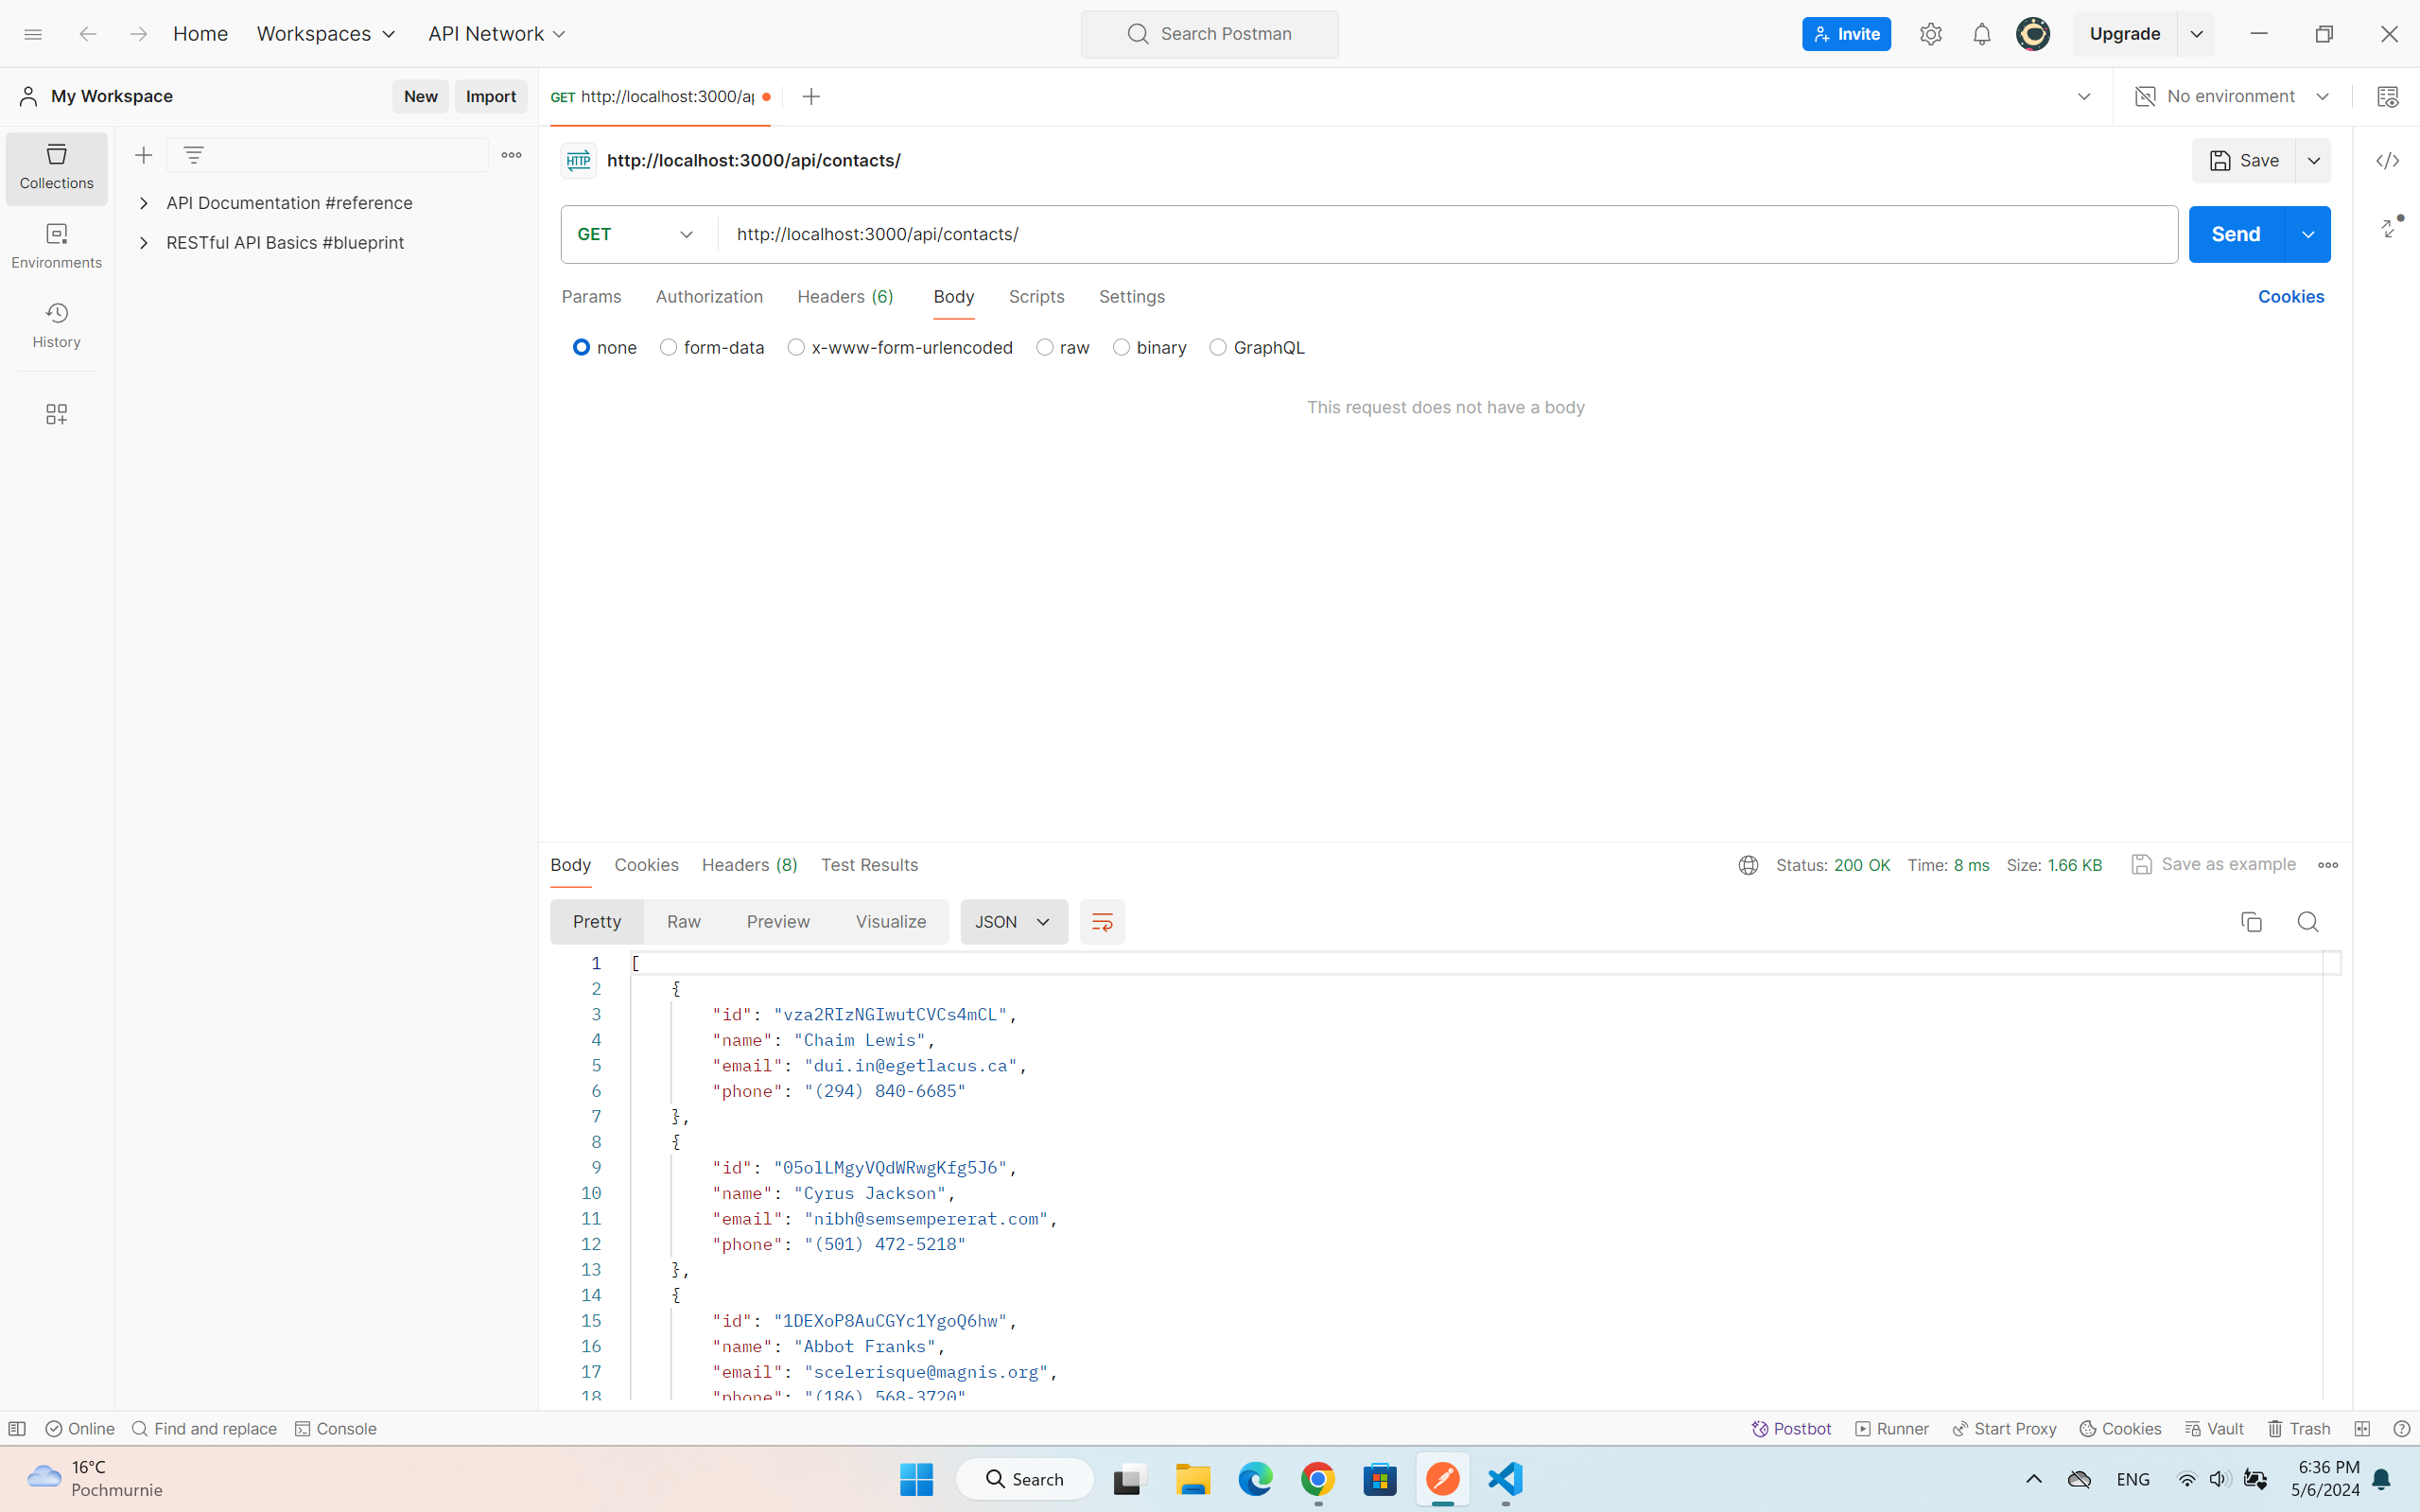 Home Workspaces API Network Search Postman Invite Upgrade
My Workspace New Import GET http://localhost:3000/ap No environment
Collections
Environments
History
API Documentation #reference
RESTful API Basics #blueprint
HTTP http://localhost:3000/api/contacts/ Save
GET http://localhost:3000/api/contacts/ Send
Params Authorization Headers (6) Body Scripts Settings Cookies
none form-data x-www-form-urlencoded raw binary GraphQL
This request does not have a body
Body Cookies Headers (8) Test Results Status: 200 OK Time: 8 ms Size: 1.66 KB Save as example
Pretty Raw Preview Visualize JSON
1 [
2 {
3 "id": "vza2RIzNGIwutCVCs4mCL",
4 "name": "Chaim Lewis",
5 "email": "dui.in@egetlacus.ca",
6 "phone": "(294) 840-6685"
7 },
8 {
9 "id": "05olLMgyVQdWRwgKfg5J6",
10 "name": "Cyrus Jackson",
11 "email": "nibh@semsempererat.com",
12 "phone": "(501) 472-5218"
13 },
14 {
15 "id": "1DEXoP8AuCGYc1YgoQ6hw",
16 "name": "Abbot Franks",
17 "email": "scelerisque@magnis.org",
18 "phone": "(186) 568-3720"
Online Find and replace Console Postbot Runner Start Proxy Cookies Vault Trash
16°C
Pochmurnie
Search
ENG
6:36 PM
5/6/2024